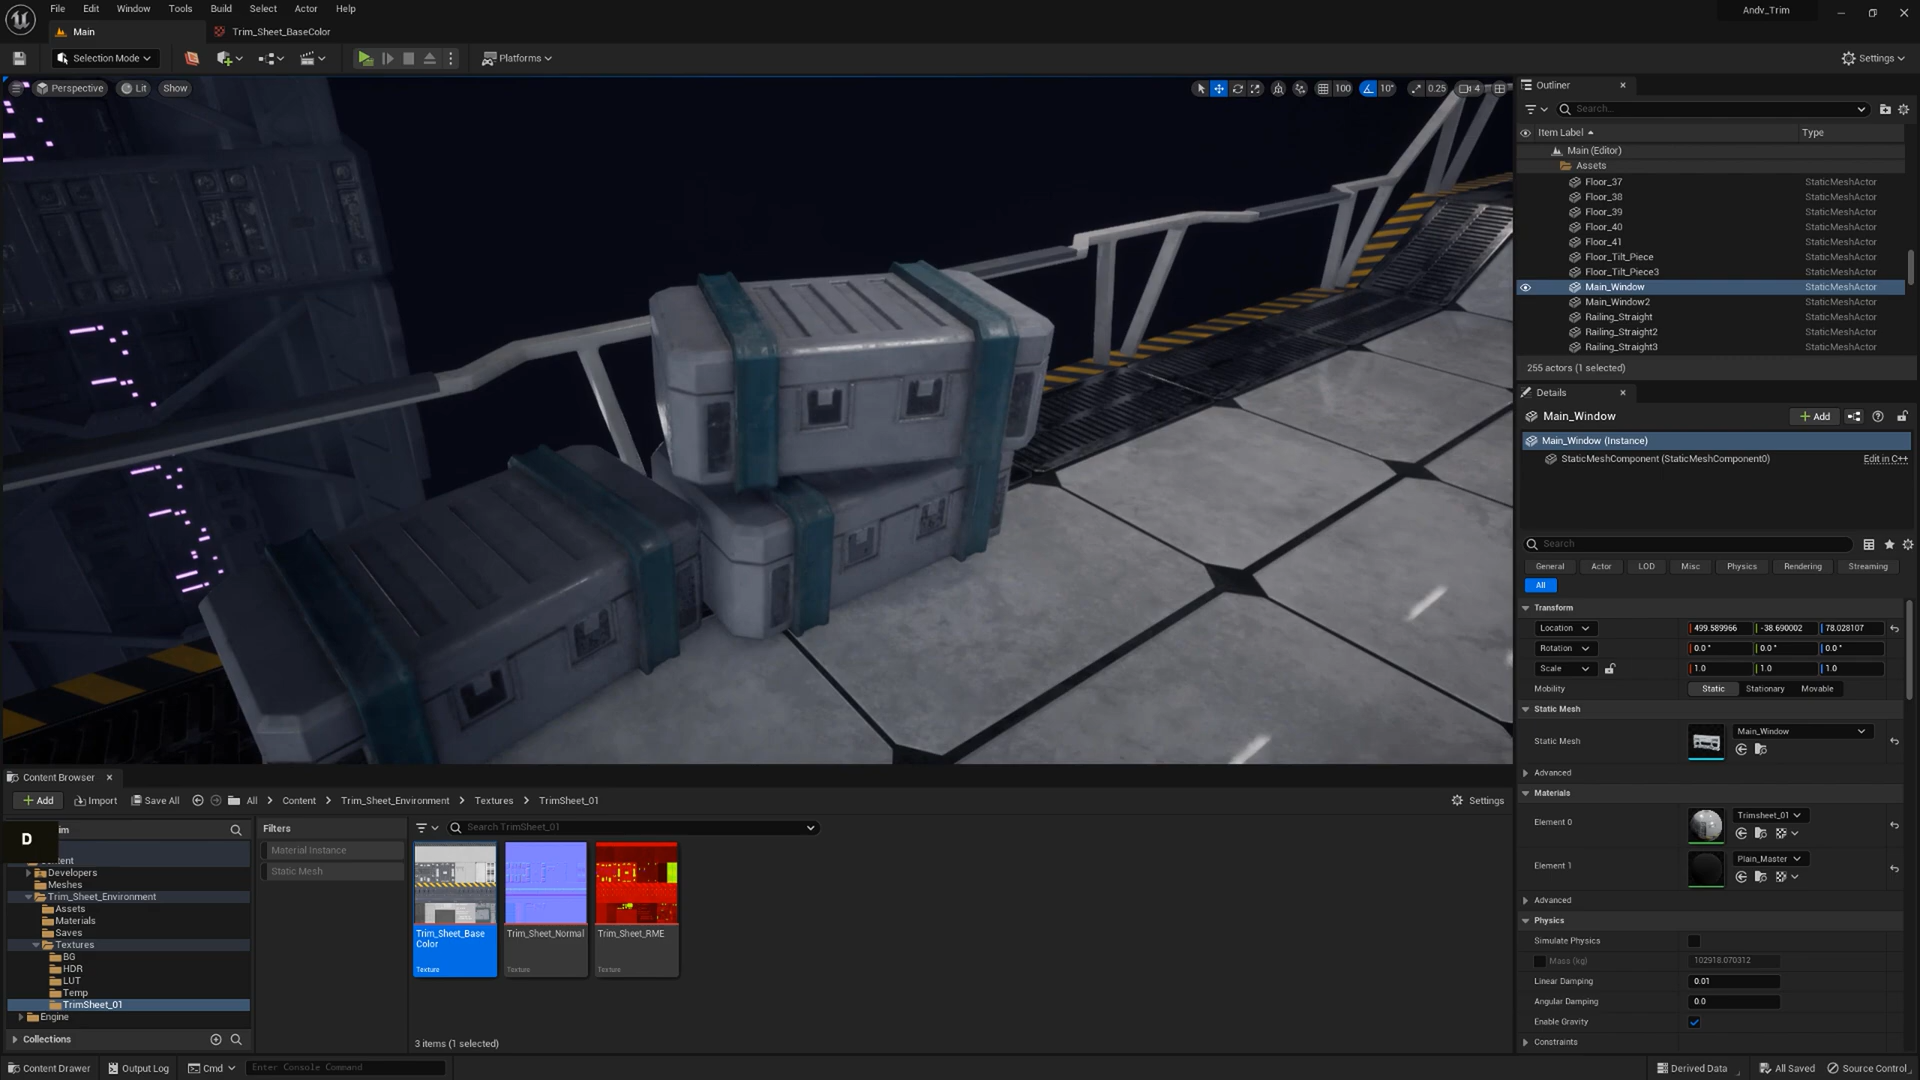 File Edit Window Tools Build Select Actor Help
Andv_Trim
Main
Trim_Sheet_BaseColor
Selection Mode
Platforms
Settings
Perspective
Lit
Show
100
10°
0.25
4
Outliner
Search...
Item Label
Type
Main (Editor)
Assets
Floor_37 StaticMeshActor
Floor_38 StaticMeshActor
Floor_39 StaticMeshActor
Floor_40 StaticMeshActor
Floor_41 StaticMeshActor
Floor_Tilt_Piece StaticMeshActor
Floor_Tilt_Piece3 StaticMeshActor
Main_Window StaticMeshActor
Main_Window2 StaticMeshActor
Railing_Straight StaticMeshActor
Railing_Straight2 StaticMeshActor
Railing_Straight3 StaticMeshActor
255 actors (1 selected)
Details
Main_Window
Add
Main_Window (Instance)
StaticMeshComponent (StaticMeshComponent0)
Edit in C++
Search
General Actor LOD Misc Physics Rendering Streaming
All
Transform
Location 499.589966 -38.690002 78.028107
Rotation 0.0 ° 0.0 ° 0.0 °
Scale 1.0 1.0 1.0
Mobility Static Stationary Movable
Static Mesh
Static Mesh
Main_Window
Advanced
Materials
Element 0
Trimsheet_01
Element 1
Plain_Master
Advanced
Physics
Simulate Physics
Mass (kg) 102918.070312
Linear Damping 0.01
Angular Damping 0.0
Enable Gravity
Constraints
Content Browser
Add Import Save All All Content Trim_Sheet_Environment Textures TrimSheet_01
Settings
D
Developers
Meshes
Trim_Sheet_Environment
Assets
Materials
Saves
Textures
BG
HDR
LUT
Temp
TrimSheet_01
Engine
Collections
Filters
Material Instance
Static Mesh
Search TrimSheet_01
Trim_Sheet_Base
Color
Texture
Trim_Sheet_Normal
Texture
Trim_Sheet_RME
Texture
3 items (1 selected)
Content Drawer
Output Log
Cmd
Enter Console Command
Derived Data
All Saved
Source Control